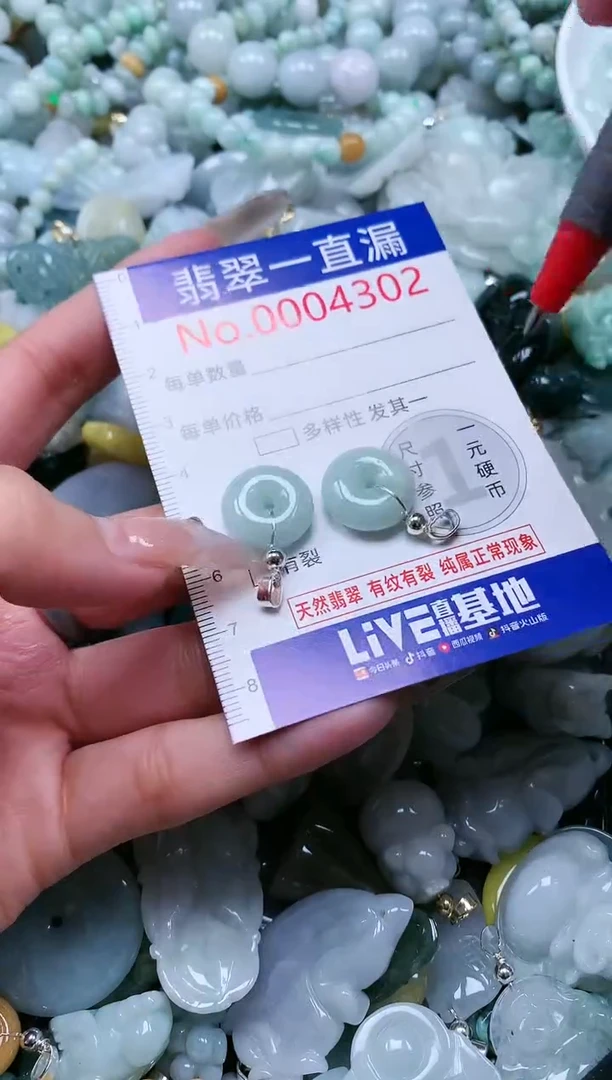 翡翠一直漏
No.0004302
每单数量
每单价格
多样性 发其一
尺寸参照
1
一元硬币
有裂
天然翡翠 有纹有裂 纯属正常现象
LiVE直播基地
今日头条 抖音 西瓜视频 抖音火山版
0
1
2
3
4
6
7
8